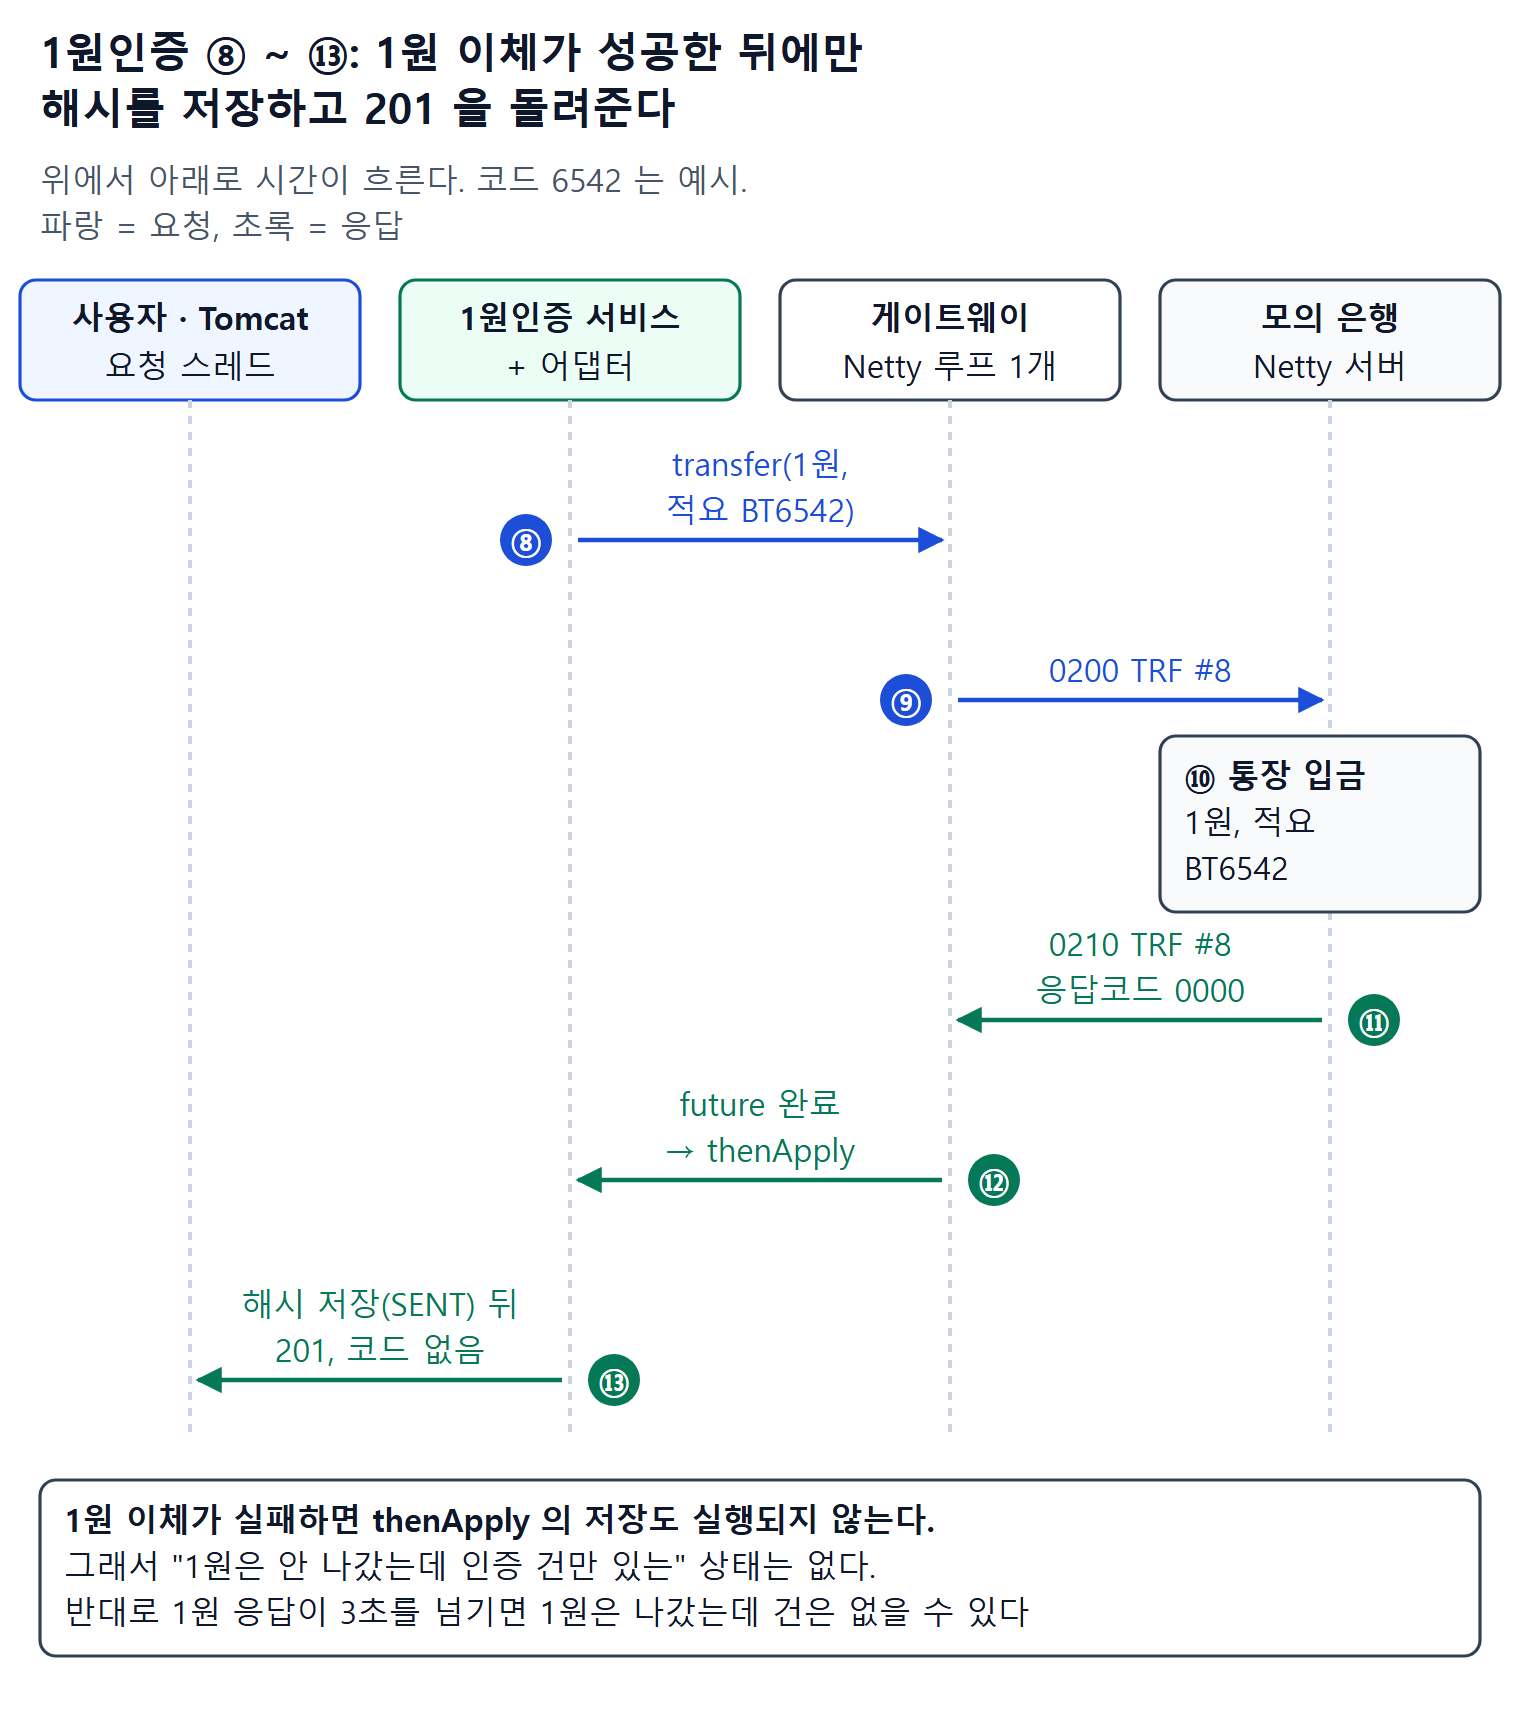 1원인증 ⑧ ~ ⑬: 1원 이체가 성공한 뒤에만
해시를 저장하고 201 을 돌려준다
위에서 아래로 시간이 흐른다. 코드 6542 는 예시.
파랑 = 요청, 초록 = 응답
사용자 · Tomcat
요청 스레드
1원인증 서비스
+ 어댑터
게이트웨이
Netty 루프 1개
모의 은행
Netty 서버
transfer(1원,
적요 BT6542)
⑧
0200 TRF #8
⑨
⑩ 통장 입금
1원, 적요
BT6542
0210 TRF #8
응답코드 0000
⑪
future 완료
→ thenApply
⑫
해시 저장(SENT) 뒤
201, 코드 없음
⑬
1원 이체가 실패하면 thenApply 의 저장도 실행되지 않는다.
그래서 "1원은 안 나갔는데 인증 건만 있는" 상태는 없다.
반대로 1원 응답이 3초를 넘기면 1원은 나갔는데 건은 없을 수 있다